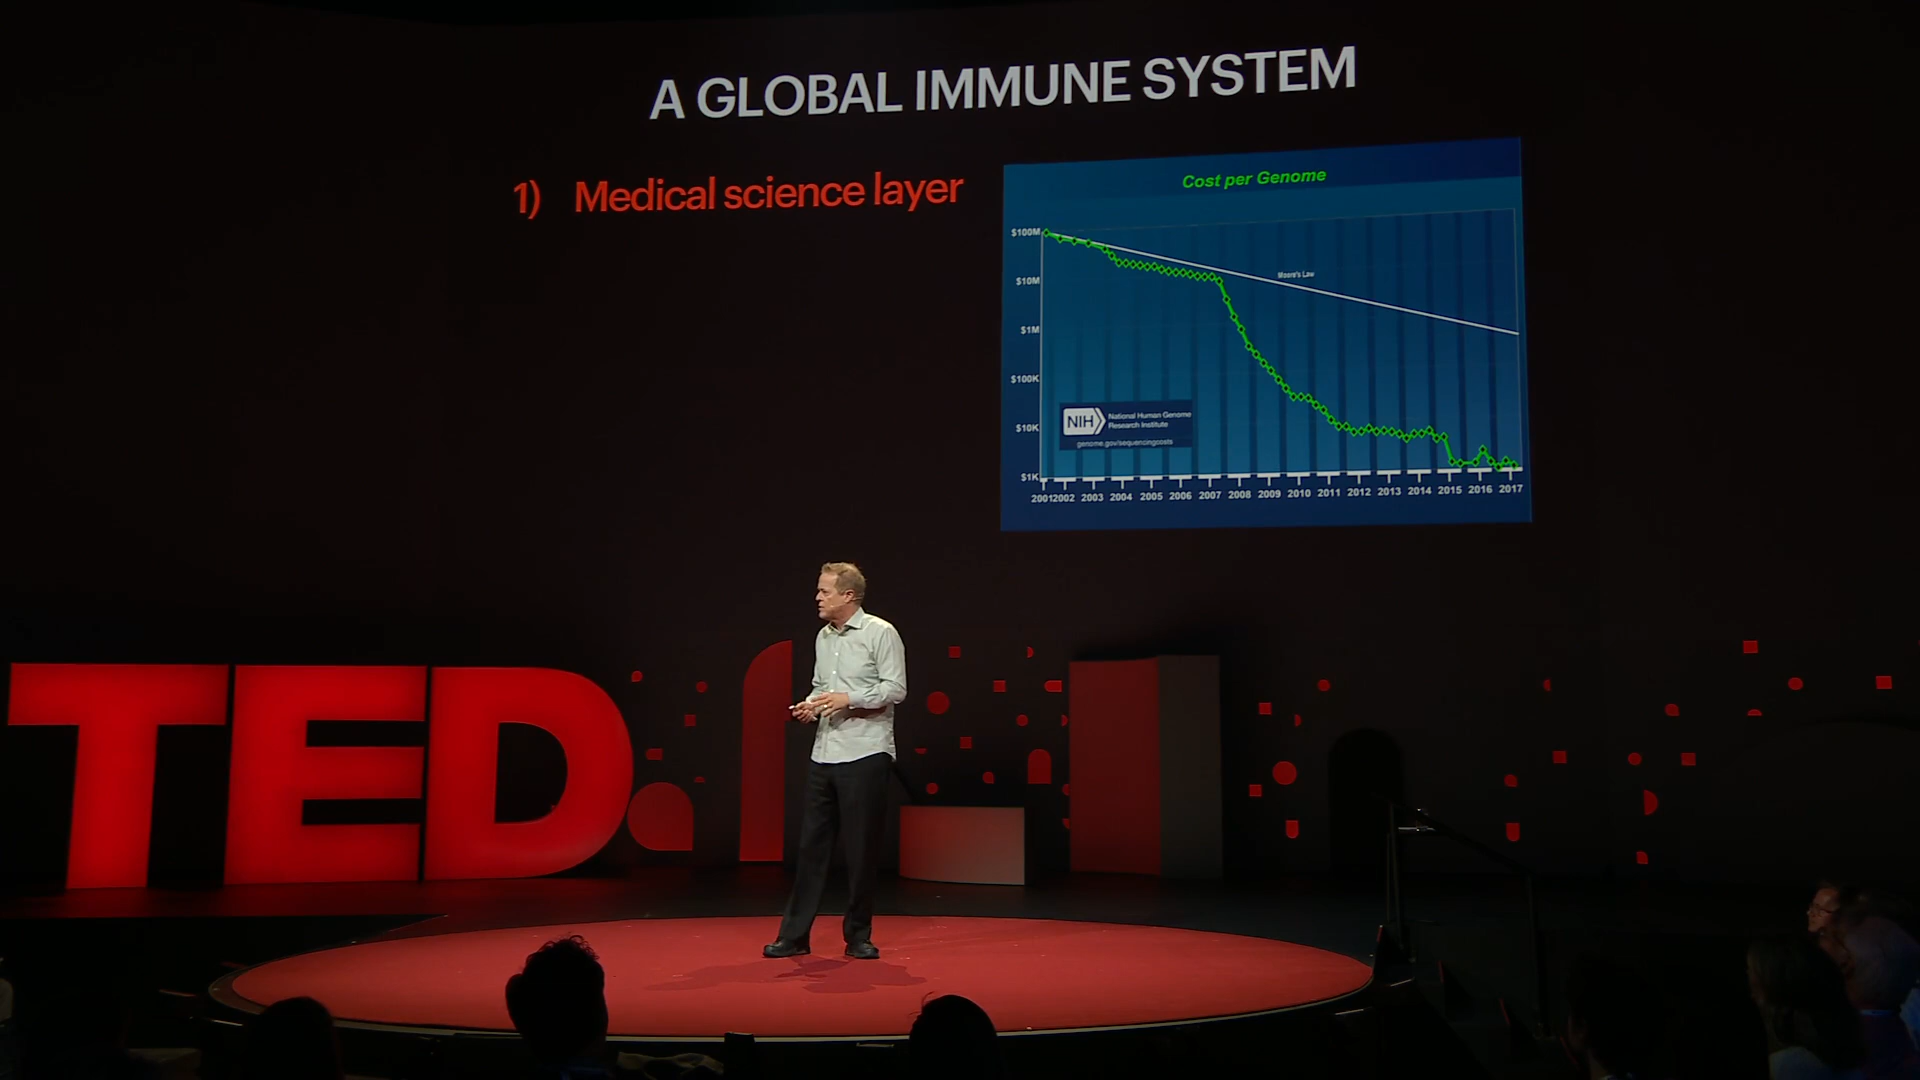 A GLOBAL IMMUNE SYSTEM
1) Medical science layer
Cost per Genome
$100M
$10M
$1M
$100K
$10K
$1K
Moore's Law
NIH
National Human Genome
Research Institute
genome.gov/sequencingcosts
2001 2002 2003 2004 2005 2006 2007 2008 2009 2010 2011 2012 2013 2014 2015 2016 2017
TED